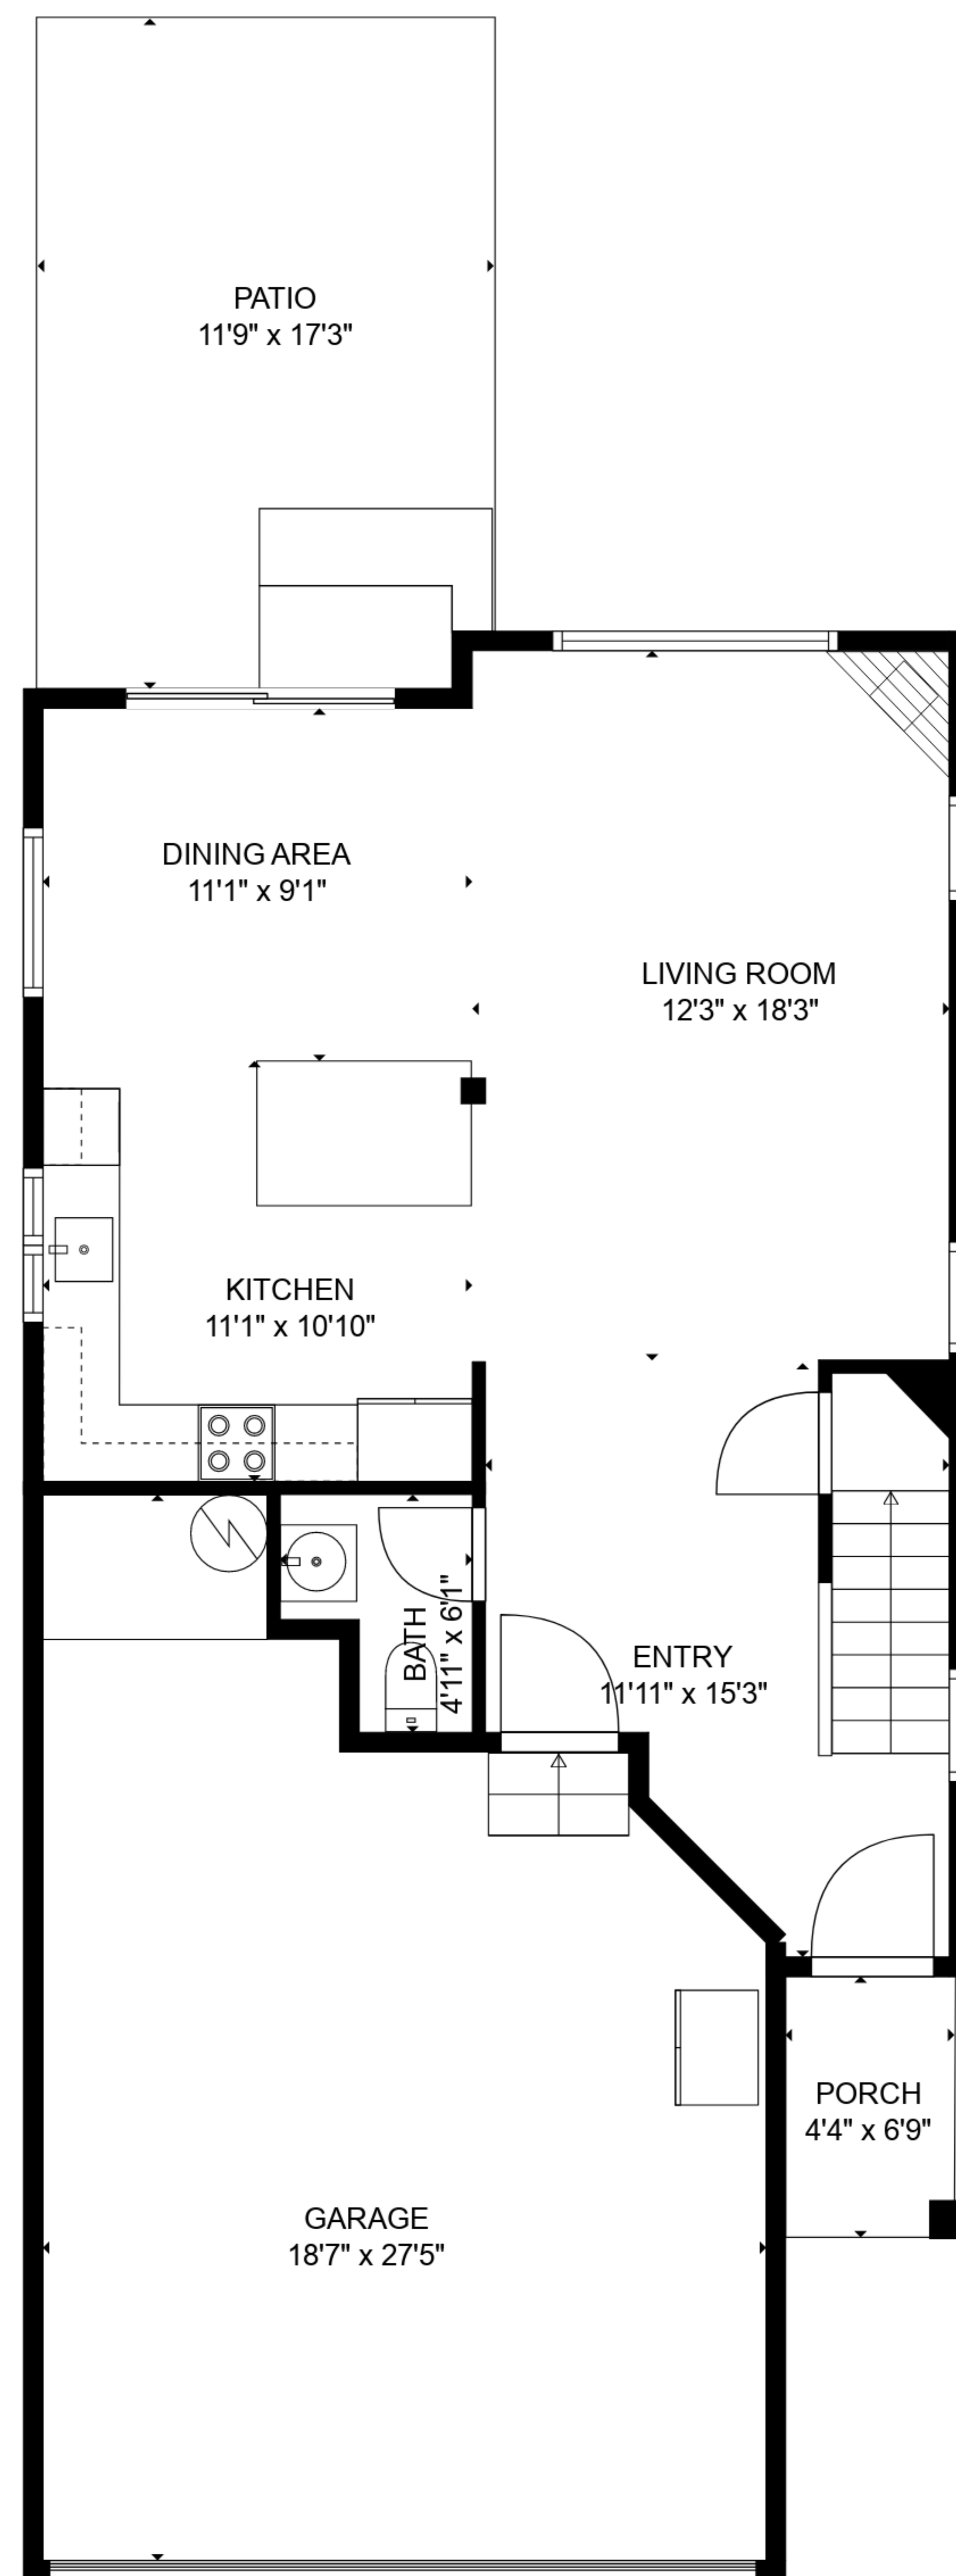 PATIO
11'9" x 17'3"
DINING AREA
11'1" x 9'1"
LIVING ROOM
12'3" x 18'3"
KITCHEN
11'1" x 10'10"
BATH
4'11" x 6'1"
ENTRY
11'11" x 15'3"
PORCH
4'4" x 6'9"
GARAGE
18'7" x 27'5"